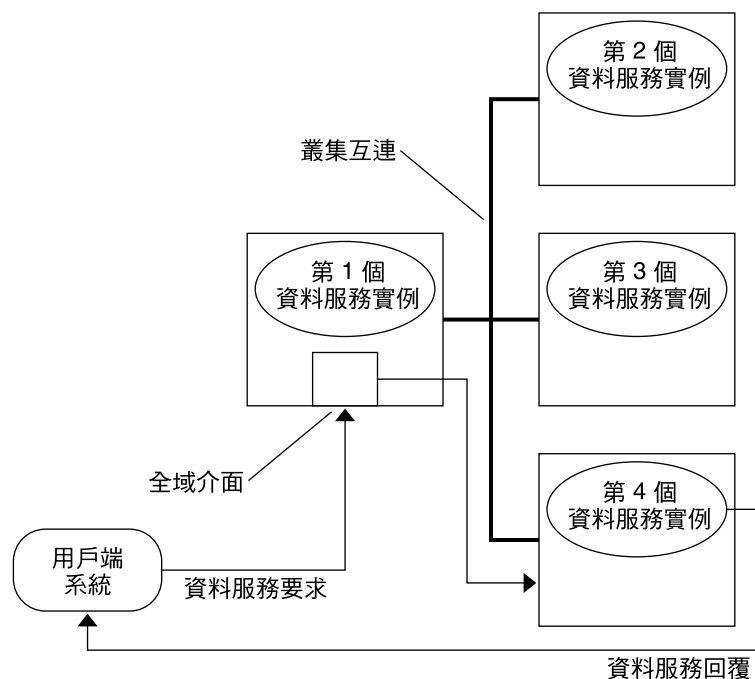 第 2 個
資料服務實例
叢集互連
第 1 個
資料服務實例
第 3 個
資料服務實例
全域介面
第 4 個
資料服務實例
用戶端
系統
資料服務要求
資料服務回覆